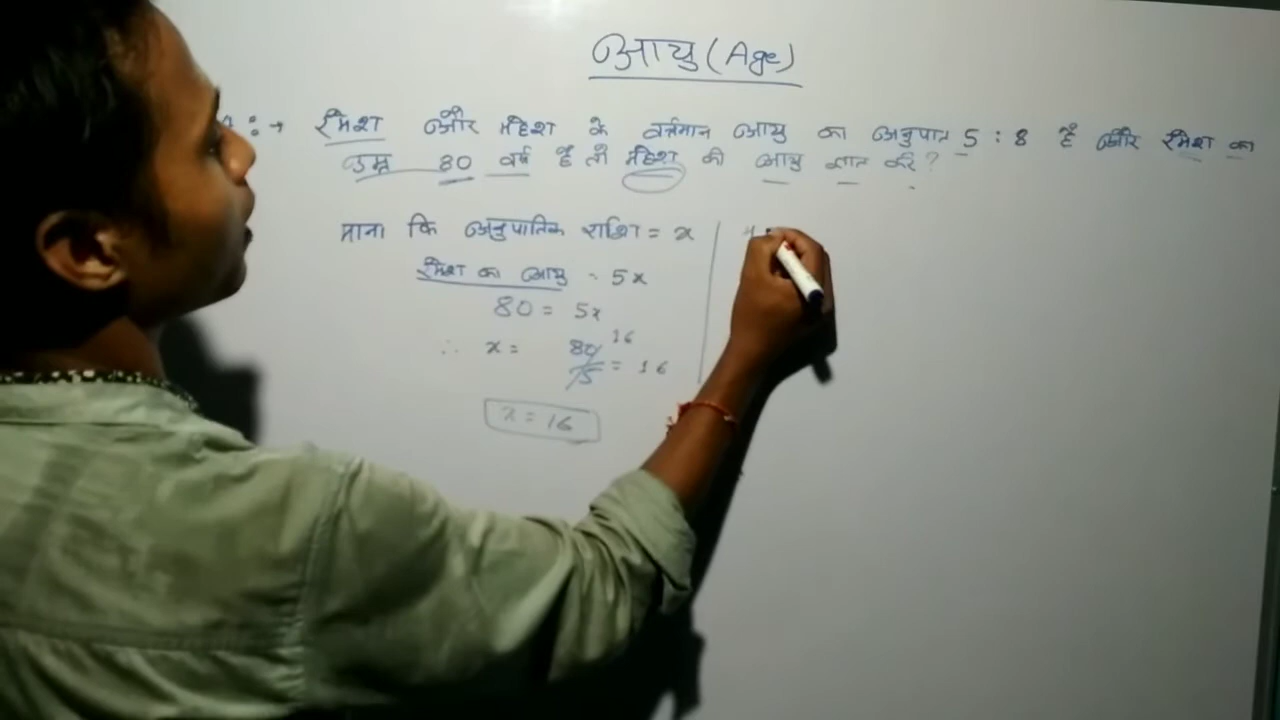 आयु (Age)
रमेश और महेश के वर्त्तमान आयु का अनुपात 5 : 8 है और रमेश का
उम्र 80 वर्ष है तो महेश की आयु ज्ञात करें ?
माना कि अनुपातिक राशि = x
रमेश का आयु = 5x
80 = 5x
∴ x = 80/5 16 = 16
x = 16